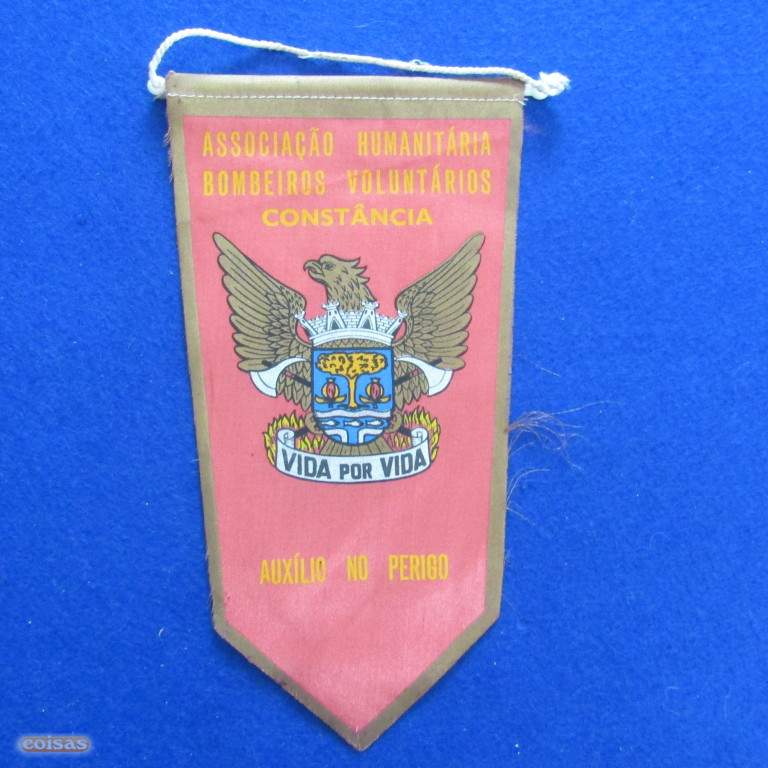 ASSOCIAÇÃO HUMANITÁRIA
BOMBEIROS VOLUNTÁRIOS
CONSTÂNCIA
VIDA POR VIDA
AUXÍLIO NO PERIGO
coisas